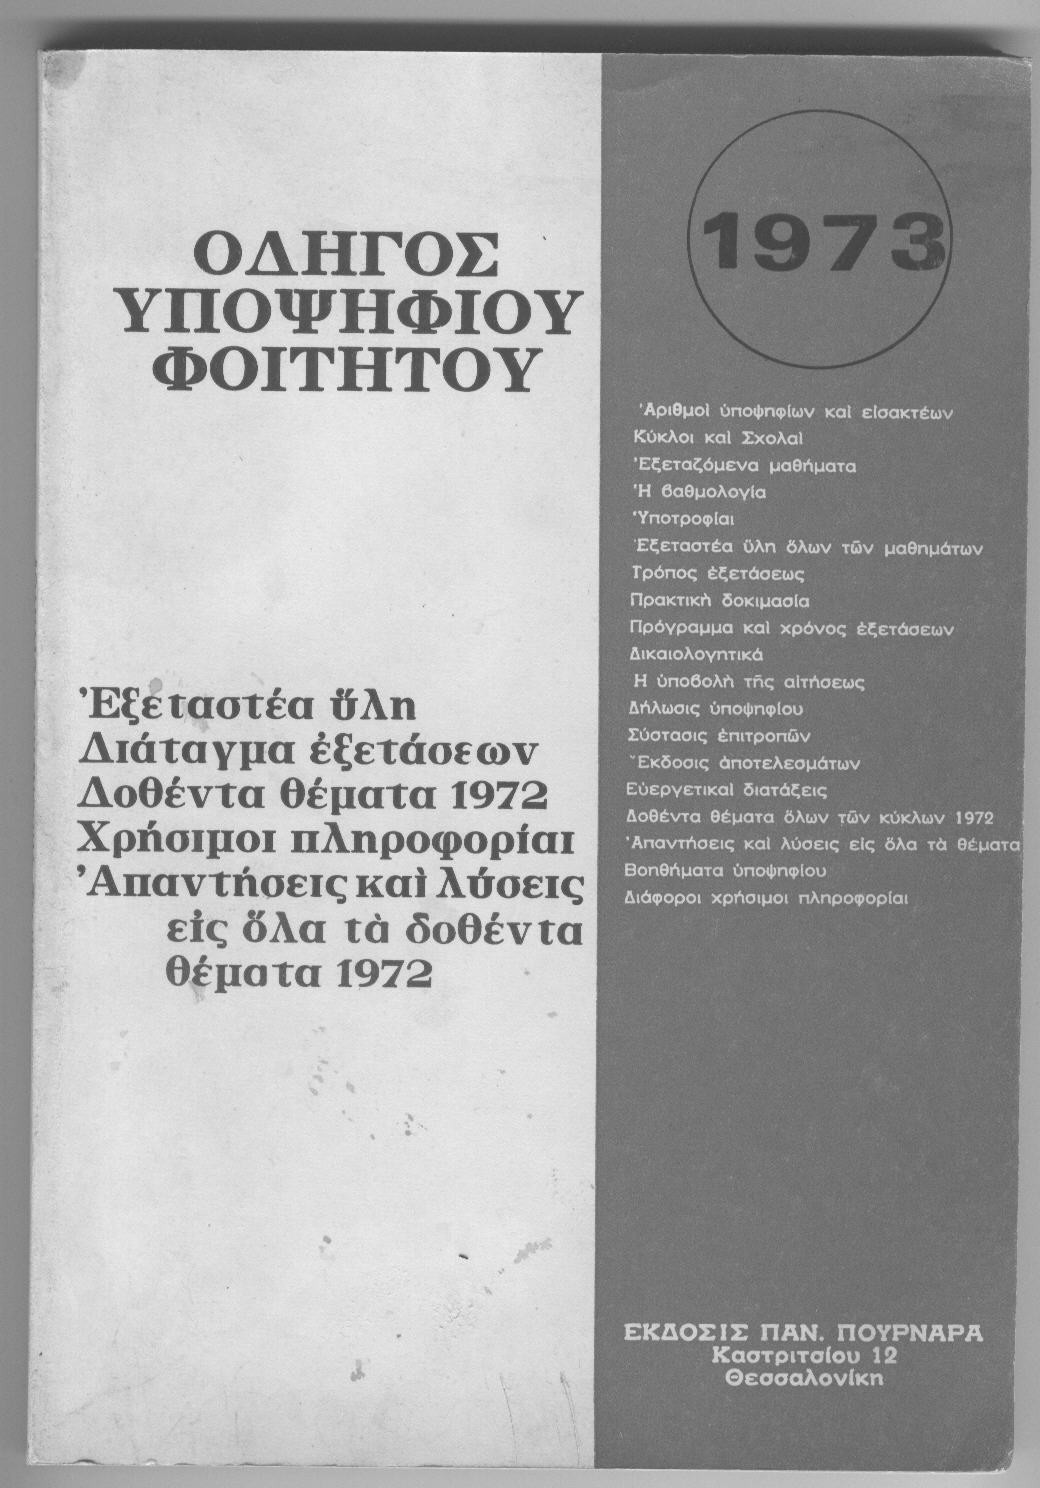 ΟΔΗΓΟΣ
ΥΠΟΨΗΦΙΟΥ
ΦΟΙΤΗΤΟΥ
Ἐξεταστέα ὕλη
Διάταγμα ἐξετάσεων
Δοθέντα θέματα 1972
Χρήσιμοι πληροφορίαι
Ἀπαντήσεις καὶ λύσεις
εἰς ὅλα τὰ δοθέντα
θέματα 1972
1973
Ἀριθμοὶ ὑποψηφίων καὶ εἰσακτέων
Κύκλοι καὶ Σχολαὶ
Ἐξεταζόμενα μαθήματα
Ἡ βαθμολογία
Ὑποτροφίαι
Ἐξεταστέα ὕλη ὅλων τῶν μαθημάτων
Τρόπος ἐξετάσεως
Πρακτικὴ δοκιμασία
Πρόγραμμα καὶ χρόνος ἐξετάσεων
Δικαιολογητικά
Η ὑποβολὴ τῆς αἰτήσεως
Δήλωσις ὑποψηφίου
Σύστασις ἐπιτροπῶν
Ἔκδοσις ἀποτελεσμάτων
Εὐεργετικαὶ διατάξεις
Δοθέντα θέματα ὅλων τῶν κύκλων 1972
Ἀπαντήσεις καὶ λύσεις εἰς ὅλα τὰ θέματα
Βοηθήματα ὑποψηφίου
Διάφοροι χρήσιμοι πληροφορίαι
ΕΚΔΟΣΙΣ ΠΑΝ. ΠΟΥΡΝΑΡΑ
Καστριτσίου 12
Θεσσαλονίκη